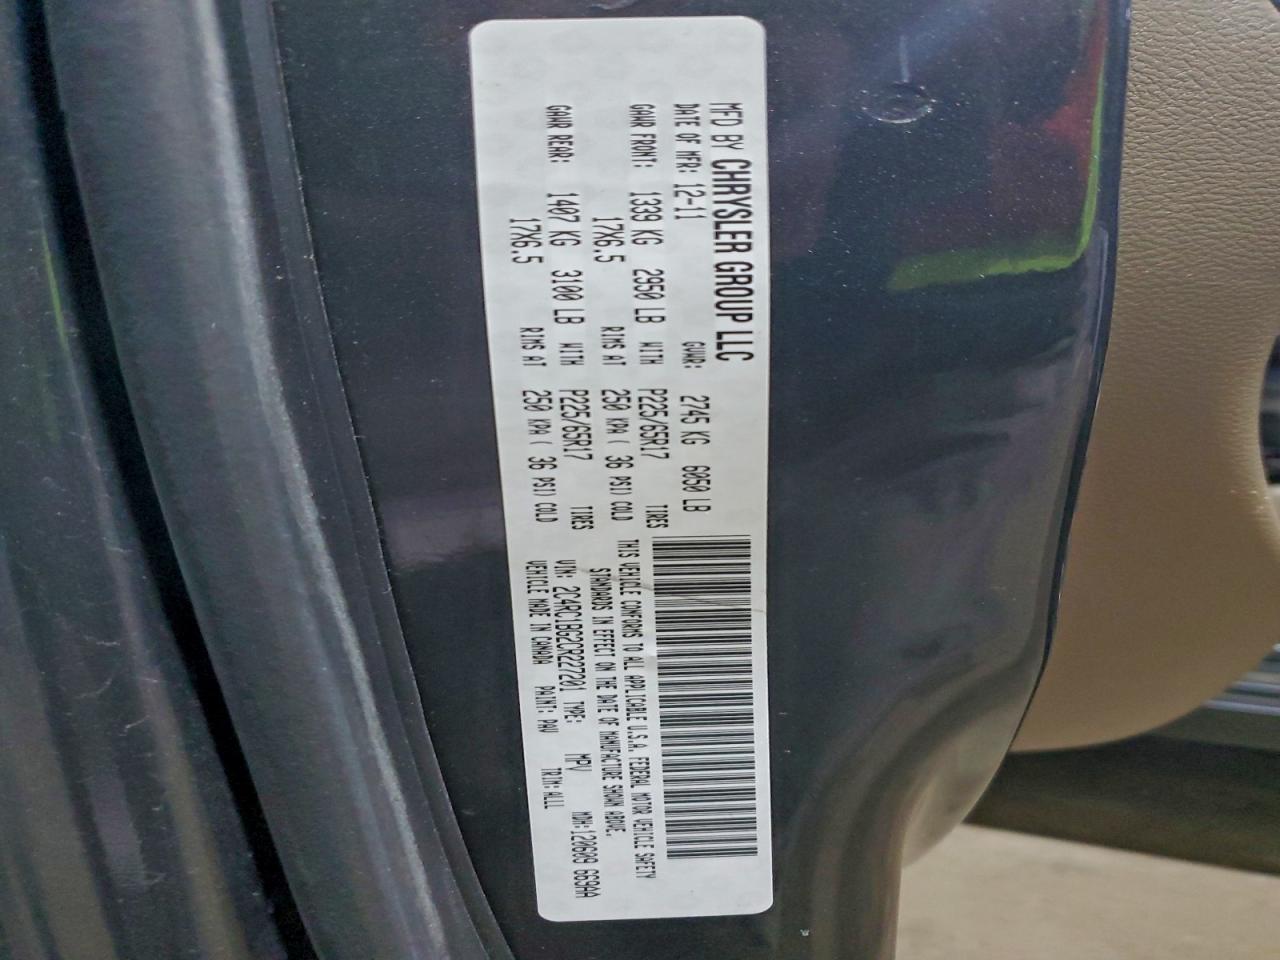 MFD BY CHRYSLER GROUP LLC
DATE OF MFR: 12-11 GVWR: 2745 KG 6050 LB
GAWR FRONT: 1339 KG 2950 LB WITH P225/65R17 TIRES
17X6.5 RIMS AT 250 KPA ( 36 PSI) COLD
GAWR REAR: 1407 KG 3100 LB WITH P225/65R17 TIRES
17X6.5 RIMS AT 250 KPA ( 36 PSI) COLD
THIS VEHICLE CONFORMS TO ALL APPLICABLE U.S.A. FEDERAL MOTOR VEHICLE SAFETY
STANDARDS IN EFFECT ON THE DATE OF MANUFACTURE SHOWN ABOVE.
VIN: 2C4RC1BG2CR227201 TYPE: MPV MDH:120609 669AA
VEHICLE MADE IN CANADA PAINT: PAV TRIM:ALL1